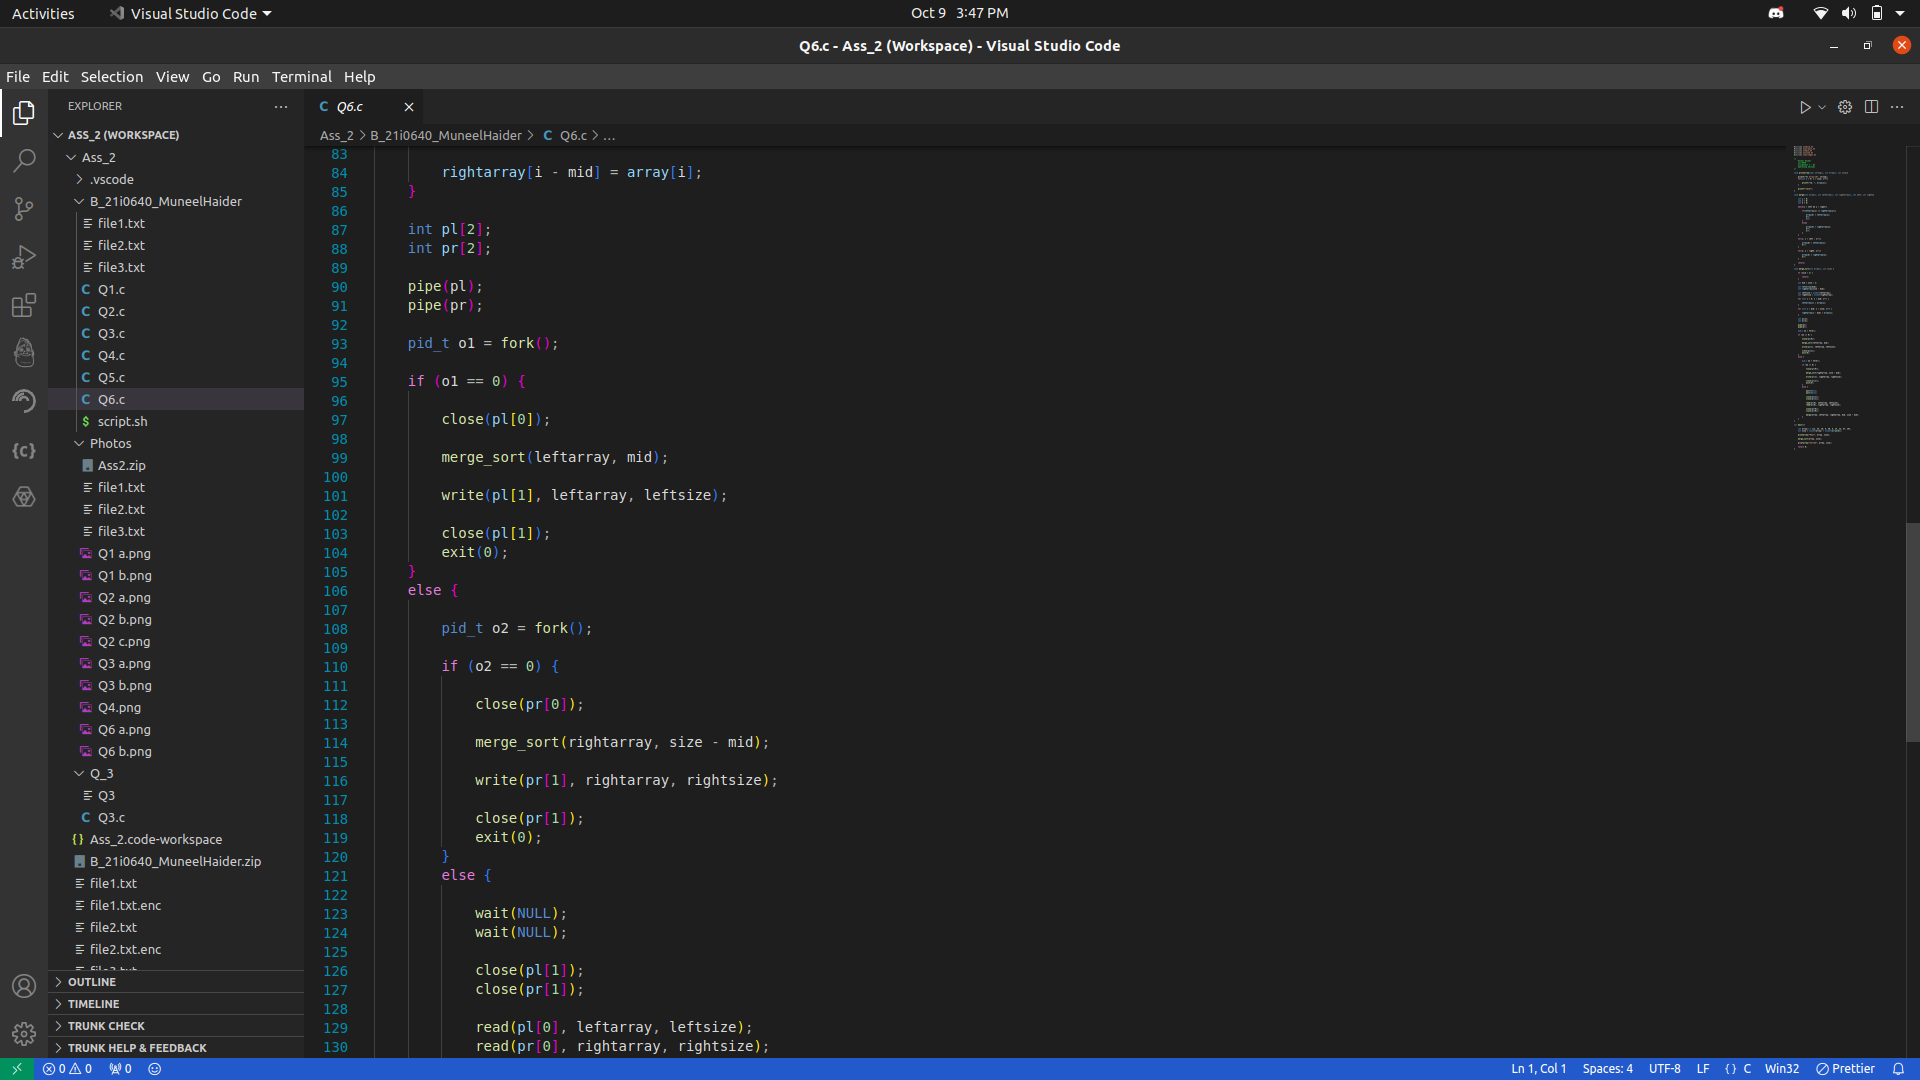 Activities
Visual Studio Code
Oct 9 3:47 PM
Q6.c - Ass_2 (Workspace) - Visual Studio Code
File Edit Selection View Go Run Terminal Help
EXPLORER
ASS_2 (WORKSPACE)
Ass_2
.vscode
B_21i0640_MuneelHaider
file1.txt
file2.txt
file3.txt
Q1.c
Q2.c
Q3.c
Q4.c
Q5.c
Q6.c
script.sh
Photos
Ass2.zip
file1.txt
file2.txt
file3.txt
Q1 a.png
Q1 b.png
Q2 a.png
Q2 b.png
Q2 c.png
Q3 a.png
Q3 b.png
Q4.png
Q6 a.png
Q6 b.png
Q_3
Q3
Q3.c
Ass_2.code-workspace
B_21i0640_MuneelHaider.zip
file1.txt
file1.txt.enc
file2.txt
file2.txt.enc
OUTLINE
TIMELINE
TRUNK CHECK
TRUNK HELP & FEEDBACK
Q6.c
Ass_2 > B_21i0640_MuneelHaider > C Q6.c > ...
83
84 rightarray[i - mid] = array[i];
85 }
86
87 int pl[2];
88 int pr[2];
89
90 pipe(pl);
91 pipe(pr);
92
93 pid_t o1 = fork();
94
95 if (o1 == 0) {
96
97 close(pl[0]);
98
99 merge_sort(leftarray, mid);
100
101 write(pl[1], leftarray, leftsize);
102
103 close(pl[1]);
104 exit(0);
105 }
106 else {
107
108 pid_t o2 = fork();
109
110 if (o2 == 0) {
111
112 close(pr[0]);
113
114 merge_sort(rightarray, size - mid);
115
116 write(pr[1], rightarray, rightsize);
117
118 close(pr[1]);
119 exit(0);
120 }
121 else {
122
123 wait(NULL);
124 wait(NULL);
125
126 close(pl[1]);
127 close(pr[1]);
128
129 read(pl[0], leftarray, leftsize);
130 read(pr[0], rightarray, rightsize);
0 0 0
Ln 1, Col 1 Spaces: 4 UTF-8 LF {} C Win32 Prettier